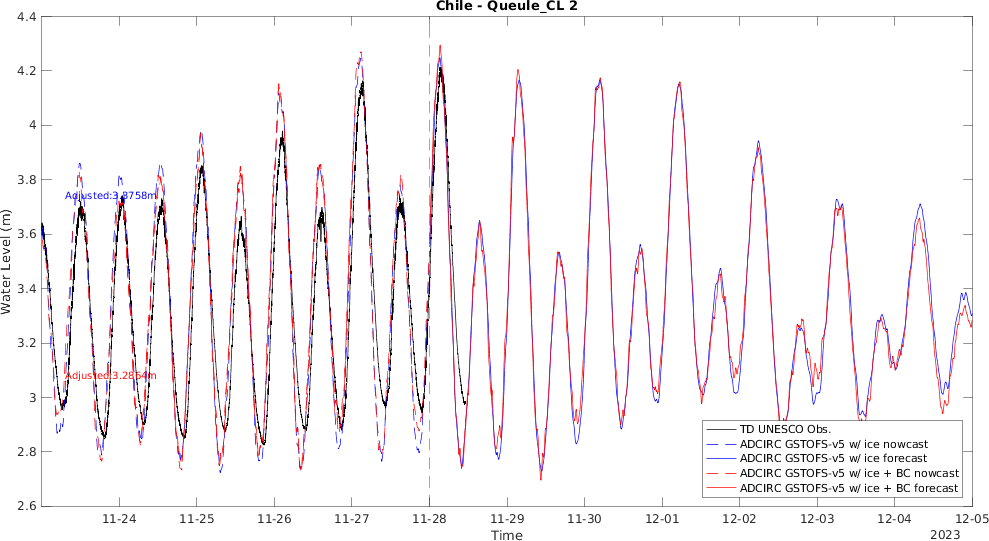 Chile - Queule_CL 2
4.4
4.2
4
3.8
3.6
3.4
3.2
3
2.8
2.6
Water Level (m)
Adjusted:3.8758m
Adjusted:3.2864m
TD UNESCO Obs.
ADCIRC GSTOFS-v5 w/ ice nowcast
ADCIRC GSTOFS-v5 w/ ice forecast
ADCIRC GSTOFS-v5 w/ ice + BC nowcast
ADCIRC GSTOFS-v5 w/ ice + BC forecast
11-24 11-25 11-26 11-27 11-28 11-29 11-30 12-01 12-02 12-03 12-04 12-05
Time
2023